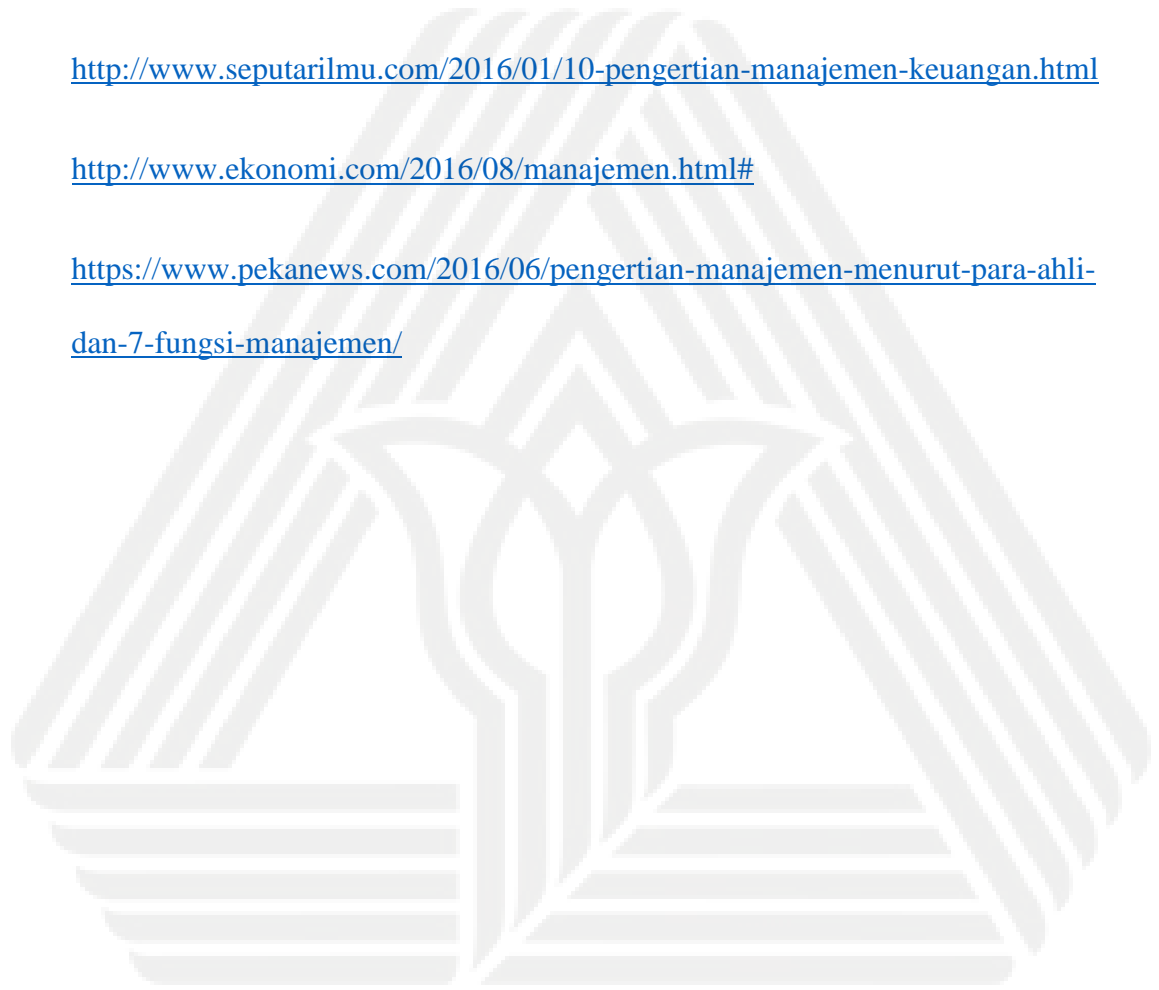 http://www.seputarilmu.com/2016/01/10-pengertian-manajemen-keuangan.html
http://www.ekonomi.com/2016/08/manajemen.html#
https://www.pekanews.com/2016/06/pengertian-manajemen-menurut-para-ahli-
dan-7-fungsi-manajemen/